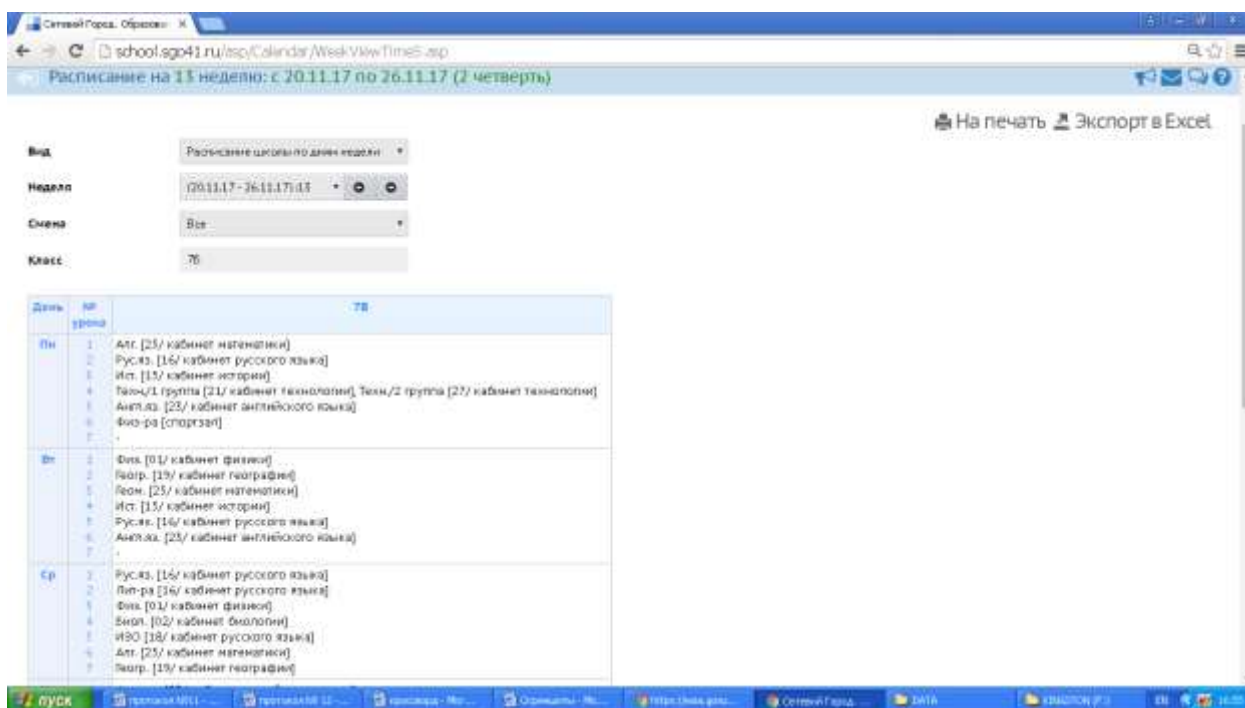 Сетевой Город. Образова
school.sgo41.ru/asp/Calendar/WeekViewTimeS.asp
Расписание на 13 неделю: с 20.11.17 по 26.11.17 (2 четверть)
На печать Экспорт в Excel
Вид Расписание школы по дням недели
Неделя (20.11.17 - 26.11.17):13
Смена Все
Класс
День № урока
Пн
1 Алг. [25/ кабинет математики]
2 Рус.яз. [16/ кабинет русского языка]
3 Ист. [15/ кабинет истории]
4 Техн./1 группа [21/ кабинет технологии], Техн./2 группа [27/ кабинет технологии]
5 Англ.яз. [23/ кабинет английского языка]
6 Физ-ра [спортзал]
7 -
Вт
1 Физ. [01/ кабинет физики]
2 Геогр. [19/ кабинет географии]
3 Геом. [25/ кабинет математики]
4 Ист. [15/ кабинет истории]
5 Рус.яз. [16/ кабинет русского языка]
6 Англ.яз. [23/ кабинет английского языка]
7 -
Ср
1 Рус.яз. [16/ кабинет русского языка]
2 Лит-ра [16/ кабинет русского языка]
3 Физ. [01/ кабинет физики]
4 Биол. [02/ кабинет биологии]
5 ИЗО [18/ кабинет русского языка]
6 Алг. [25/ кабинет математики]
7 Геогр. [19/ кабинет географии]
пуск
Сетевой Город.
DATA
KINGSTON (F:)
EN